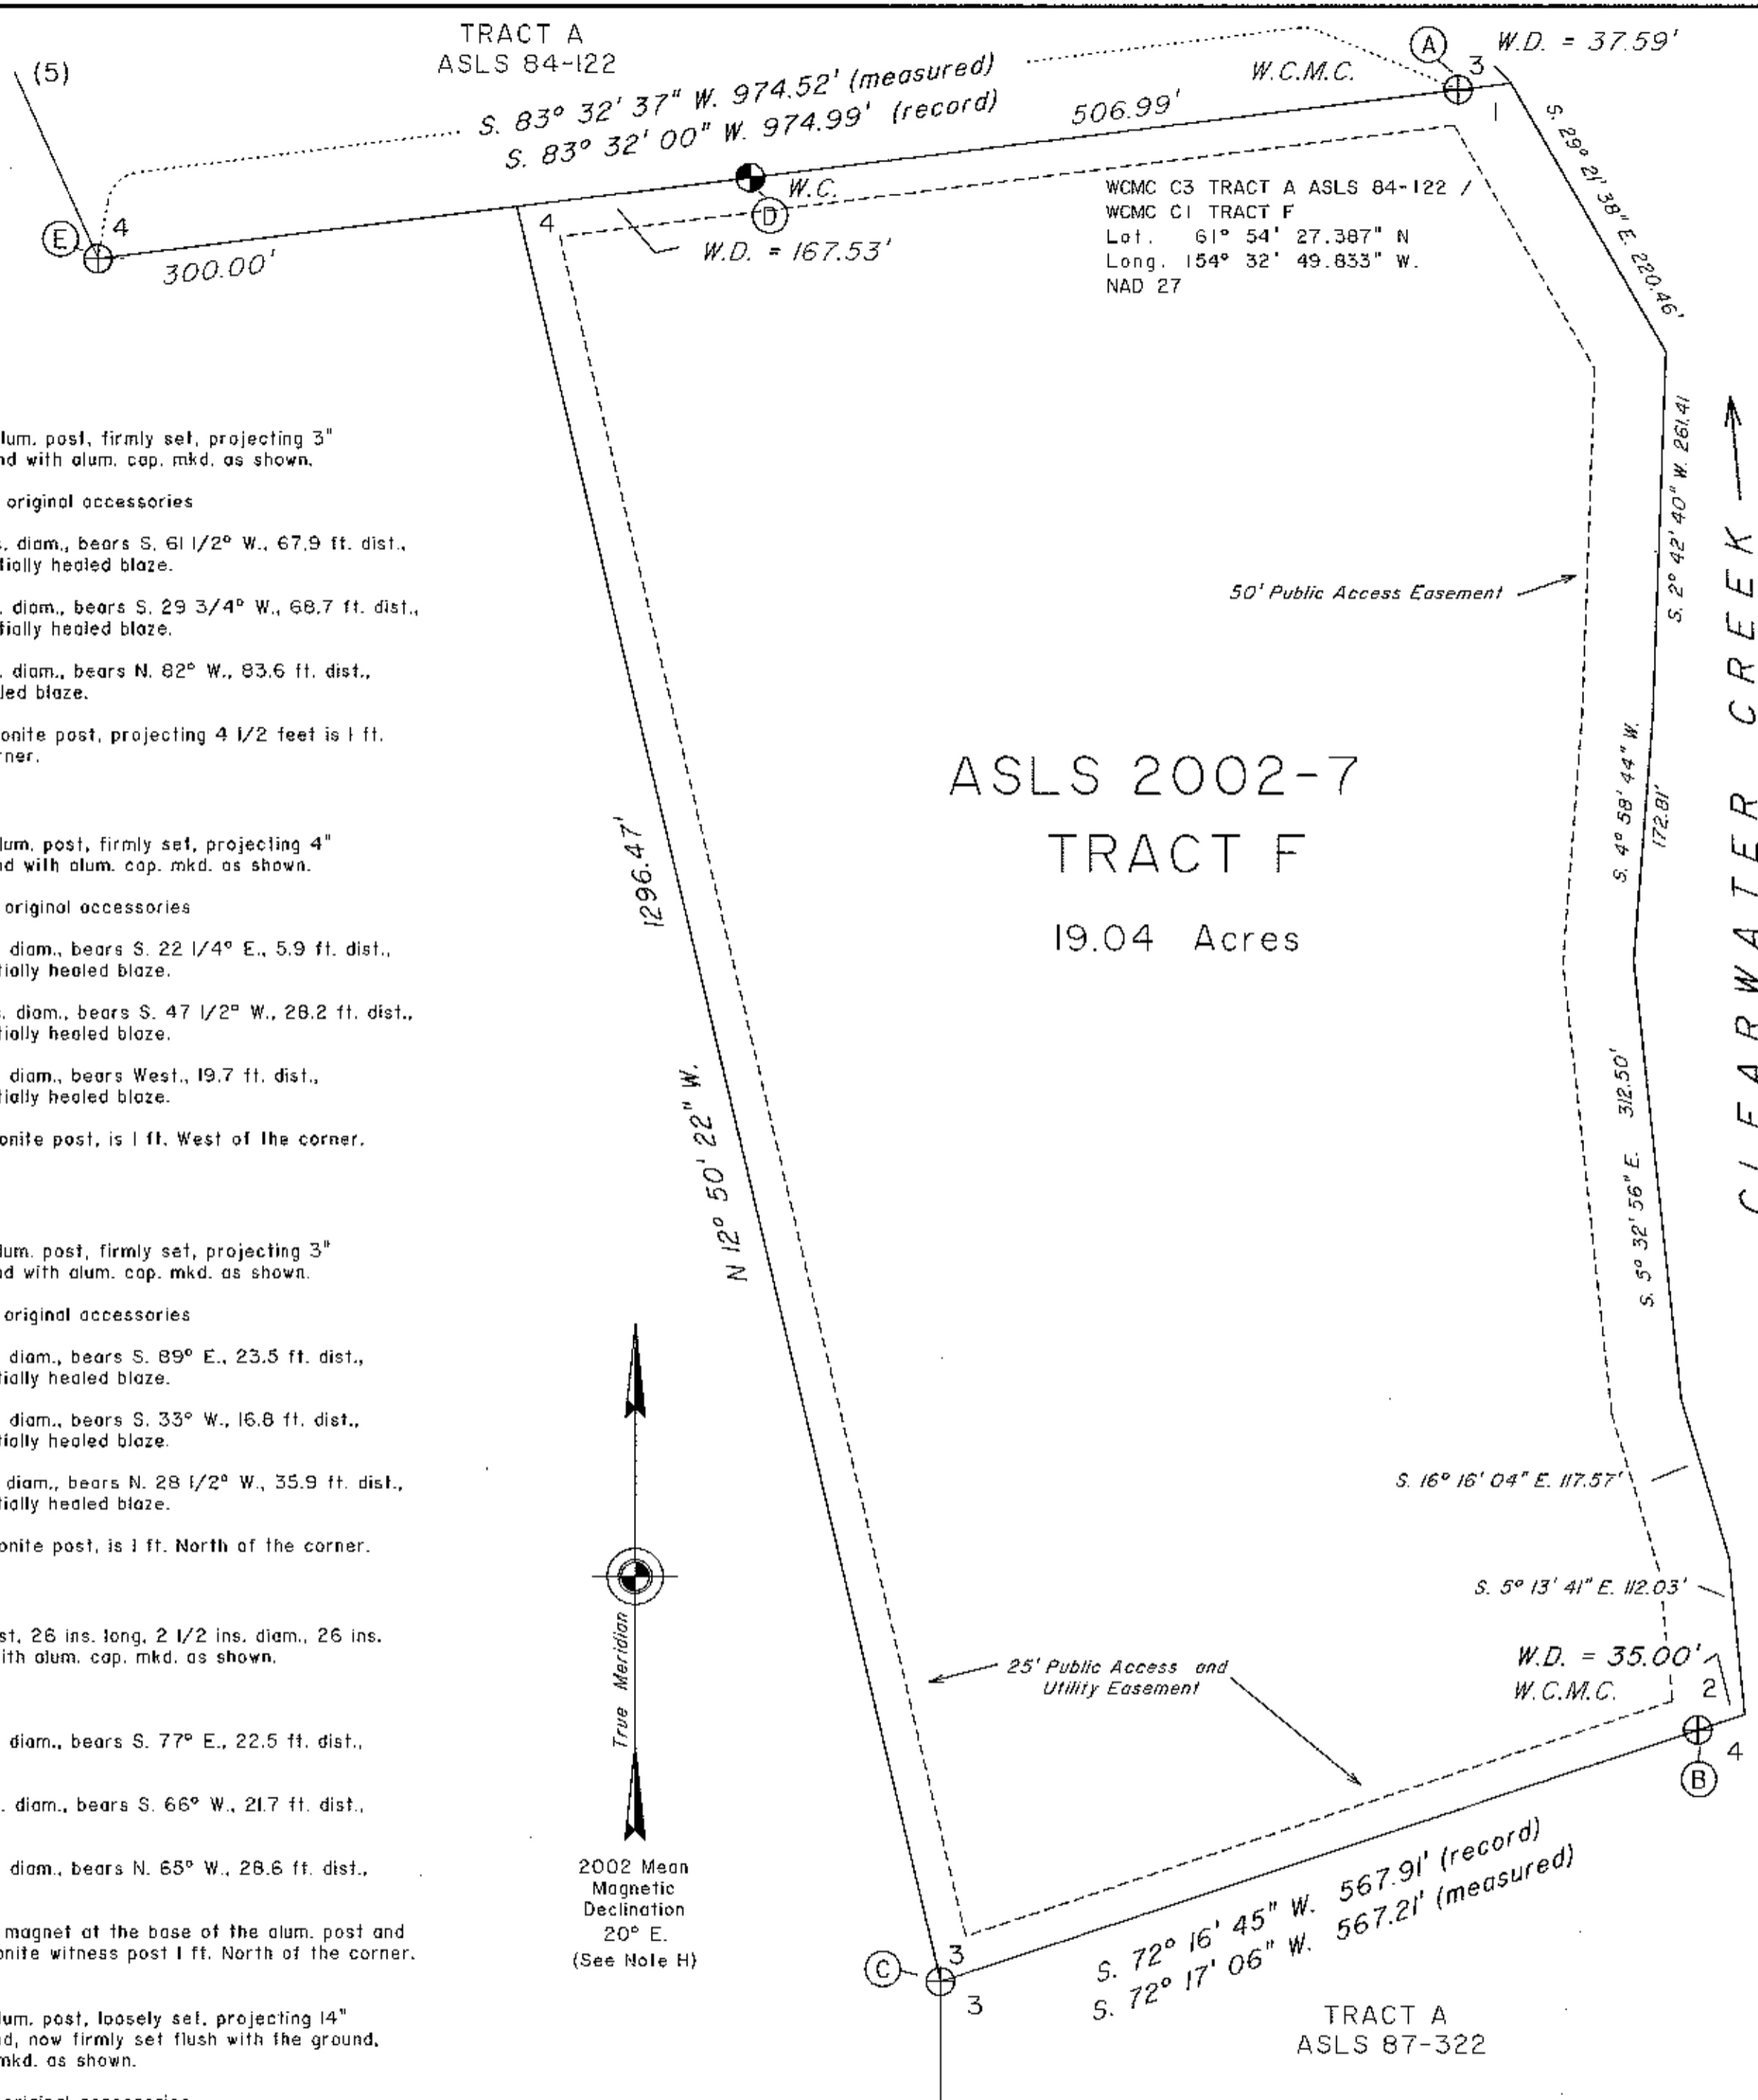 TRACT A
ASLS 84-122
(5)
S. 83° 32' 37" W. 974.52' (measured)
S. 83° 32' 00" W. 974.99' (record)
506.99'
W.C.M.C.
A
W.D. = 37.59'
3
1
W.C.
D
4
W.D. = 167.53'
E
4
300.00'
WCMC C3 TRACT A ASLS 84-122 /
WCMC C1 TRACT F
Lat. 61° 54' 27.387" N
Long. 154° 32' 49.833" W.
NAD 27
S. 29° 21' 38" E. 220.46'
S. 2° 42' 40" W. 261.41
S. 4° 58' 44" W.
172.81'
S. 5° 32' 56" E. 312.50'
S. 16° 16' 04" E. 117.57'
S. 5° 13' 41" E. 112.03'
W.D. = 35.00'
W.C.M.C.
2
4
B
CLEARWATER CREEK
50' Public Access Easement
ASLS 2002-7
TRACT F
19.04 Acres
1296.47'
N 12° 50' 22" W.
25' Public Access and
Utility Easement
True Meridian
2002 Mean
Magnetic
Declination
20° E.
(See Note H)
C
3
3
S. 72° 16' 45" W. 567.91' (record)
S. 72° 17' 06" W. 567.21' (measured)
TRACT A
ASLS 87-322
lum. post, firmly set, projecting 3"
nd with alum. cap. mkd. as shown.
original accessories
s. diam., bears S. 61 1/2° W., 67.9 ft. dist.,
tially healed blaze.
. diam., bears S. 29 3/4° W., 68.7 ft. dist.,
tially healed blaze.
. diam., bears N. 82° W., 83.6 ft. dist.,
led blaze.
onite post, projecting 4 1/2 feet is 1 ft.
rner.
lum. post, firmly set, projecting 4"
nd with alum. cap. mkd. as shown.
original accessories
diam., bears S. 22 1/4° E., 5.9 ft. dist.,
tially healed blaze.
s. diam., bears S. 47 1/2° W., 28.2 ft. dist.,
tially healed blaze.
diam., bears West., 19.7 ft. dist.,
tially healed blaze.
onite post, is 1 ft. West of the corner.
lum. post, firmly set, projecting 3"
nd with alum. cap. mkd. as shown.
original accessories
diam., bears S. 89° E., 23.5 ft. dist.,
tially healed blaze.
diam., bears S. 33° W., 16.8 ft. dist.,
tially healed blaze.
diam., bears N. 28 1/2° W., 35.9 ft. dist.,
tially healed blaze.
onite post, is 1 ft. North of the corner.
st, 26 ins. long, 2 1/2 ins. diam., 26 ins.
ith alum. cap. mkd. as shown.
diam., bears S. 77° E., 22.5 ft. dist.,
. diam., bears S. 66° W., 21.7 ft. dist.,
diam., bears N. 65° W., 28.6 ft. dist.,
magnet at the base of the alum. post and
onite witness post 1 ft. North of the corner.
lum. post, loosely set, projecting 14"
d, now firmly set flush with the ground,
mkd. as shown.
original accessories